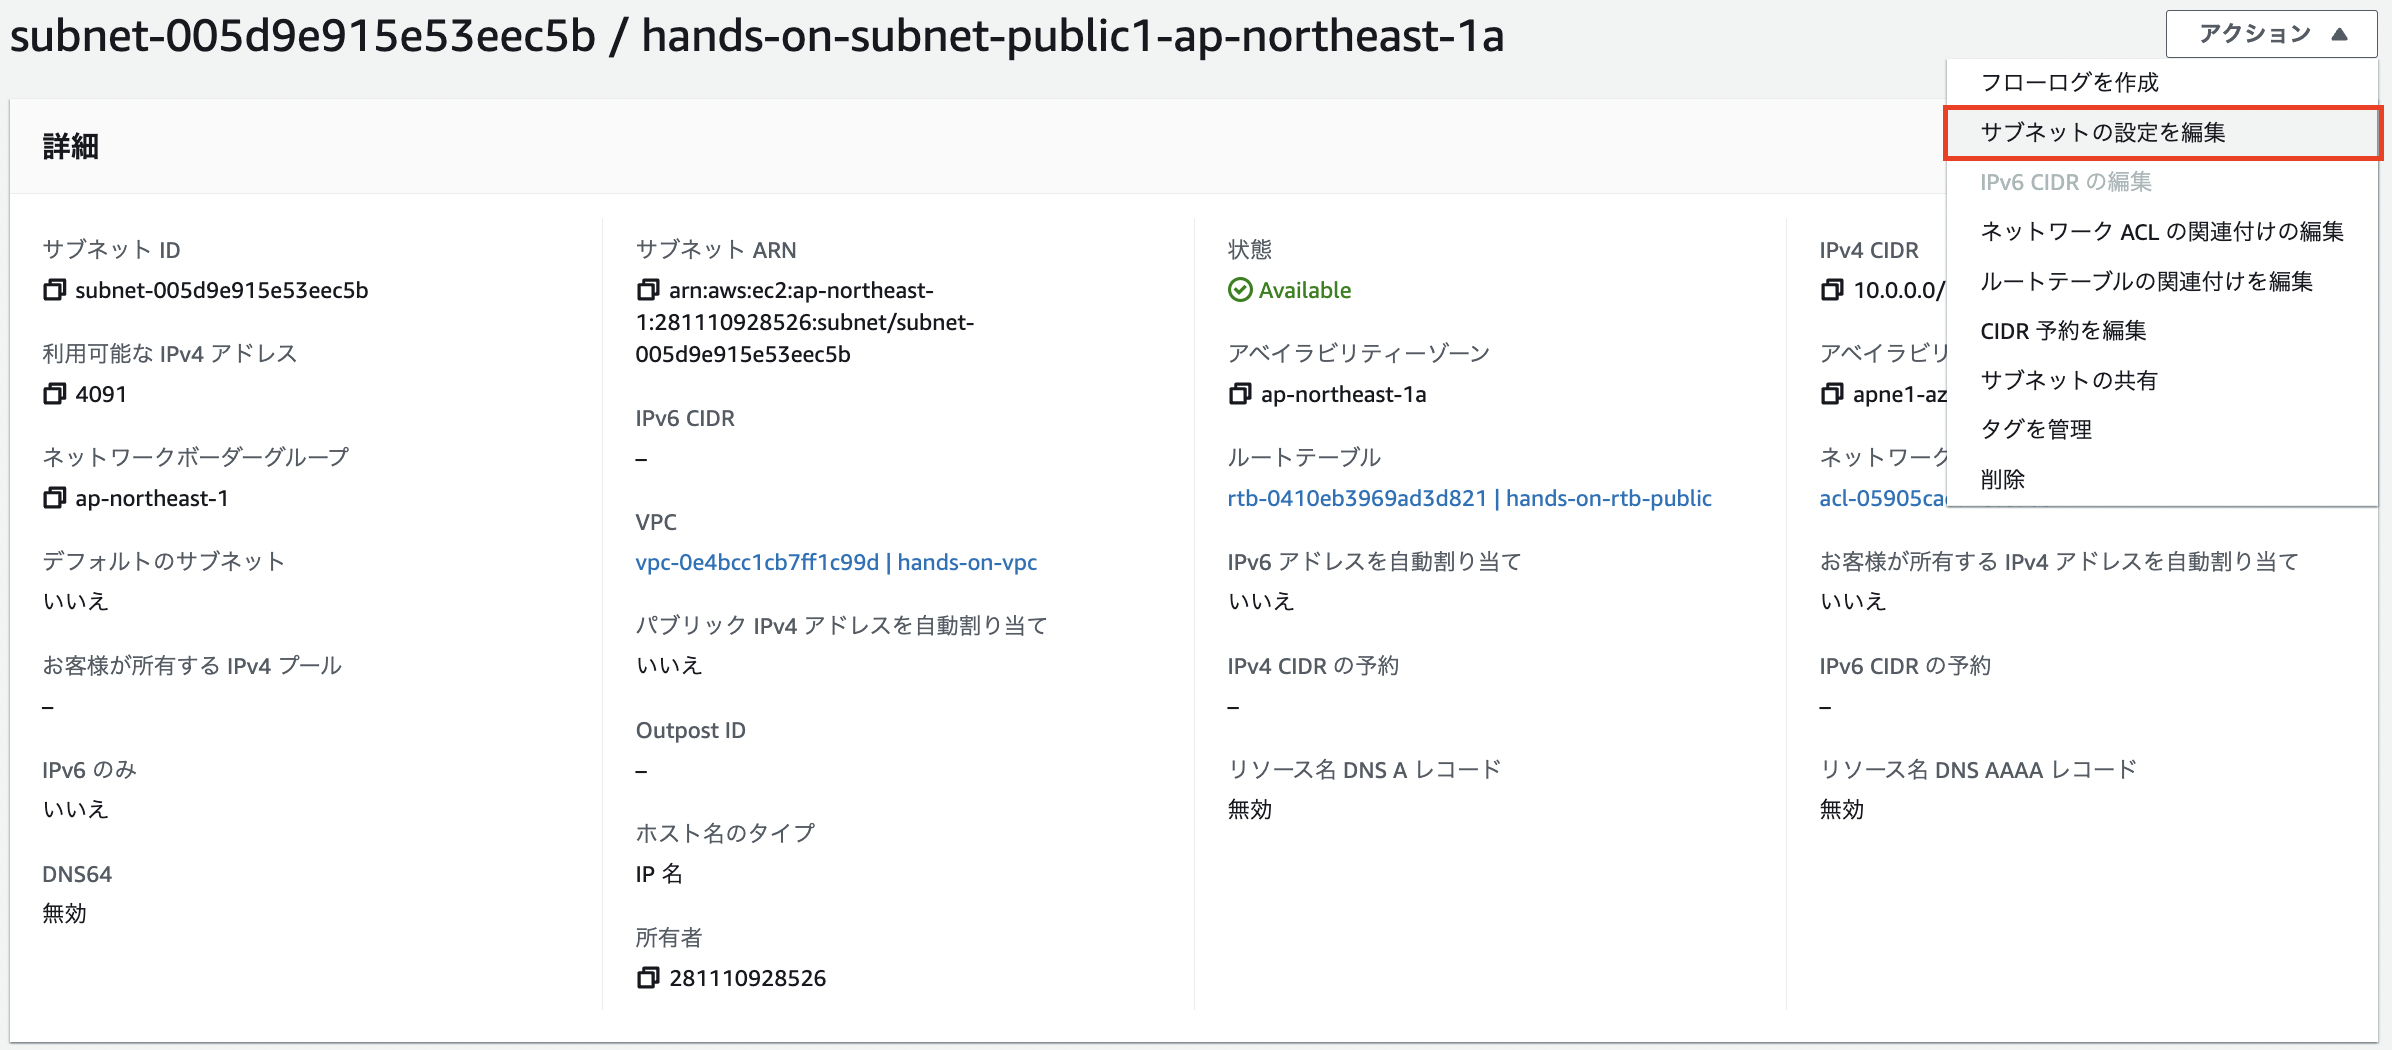 subnet-005d9e915e53eec5b / hands-on-subnet-public1-ap-northeast-1a
アクション
フローログを作成
サブネットの設定を編集
IPv6 CIDR の編集
ネットワーク ACL の関連付けの編集
ルートテーブルの関連付けを編集
CIDR 予約を編集
サブネットの共有
タグを管理
削除
詳細
サブネット ID
subnet-005d9e915e53eec5b
利用可能な IPv4 アドレス
4091
ネットワークボーダーグループ
ap-northeast-1
デフォルトのサブネット
いいえ
お客様が所有する IPv4 プール
–
IPv6 のみ
いいえ
DNS64
無効
サブネット ARN
arn:aws:ec2:ap-northeast-
1:281110928526:subnet/subnet-
005d9e915e53eec5b
IPv6 CIDR
–
VPC
vpc-0e4bcc1cb7ff1c99d | hands-on-vpc
パブリック IPv4 アドレスを自動割り当て
いいえ
Outpost ID
–
ホスト名のタイプ
IP 名
所有者
281110928526
状態
Available
アベイラビリティーゾーン
ap-northeast-1a
ルートテーブル
rtb-0410eb3969ad3d821 | hands-on-rtb-public
IPv6 アドレスを自動割り当て
いいえ
IPv4 CIDR の予約
–
リソース名 DNS A レコード
無効
IPv4 CIDR
10.0.0.0/
アベイラビリ
apne1-az
ネットワーク
acl-05905ca
お客様が所有する IPv4 アドレスを自動割り当て
いいえ
IPv6 CIDR の予約
–
リソース名 DNS AAAA レコード
無効